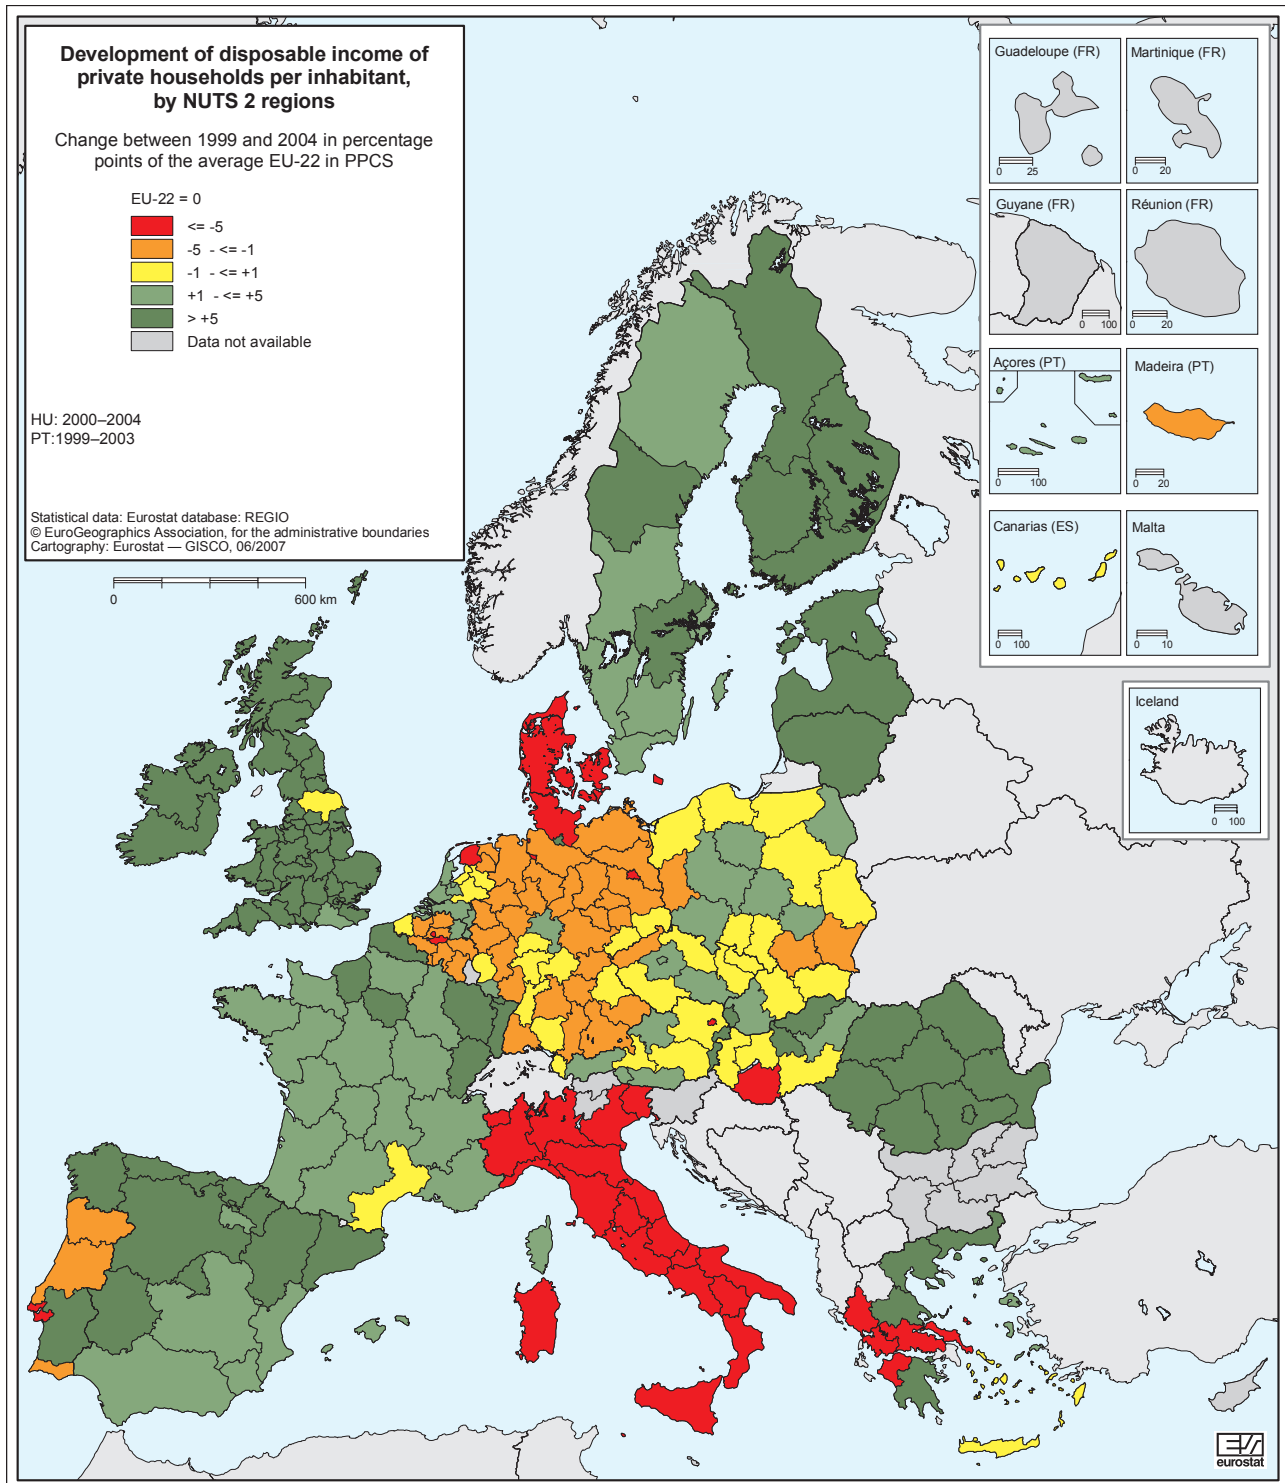 Development of disposable income of
private households per inhabitant,
by NUTS 2 regions
Change between 1999 and 2004 in percentage
points of the average EU-22 in PPCS
EU-22 = 0
<= -5
-5 - <= -1
-1 - <= +1
+1 - <= +5
> +5
Data not available
HU: 2000–2004
PT:1999–2003
Statistical data: Eurostat database: REGIO
© EuroGeographics Association, for the administrative boundaries
Cartography: Eurostat — GISCO, 06/2007
0 600 km
Guadeloupe (FR)
0 25
Martinique (FR)
0 20
Guyane (FR)
0 100
Réunion (FR)
0 20
Açores (PT)
0 100
Madeira (PT)
0 20
Canarias (ES)
0 100
Malta
0 10
Iceland
0 100
eurostat